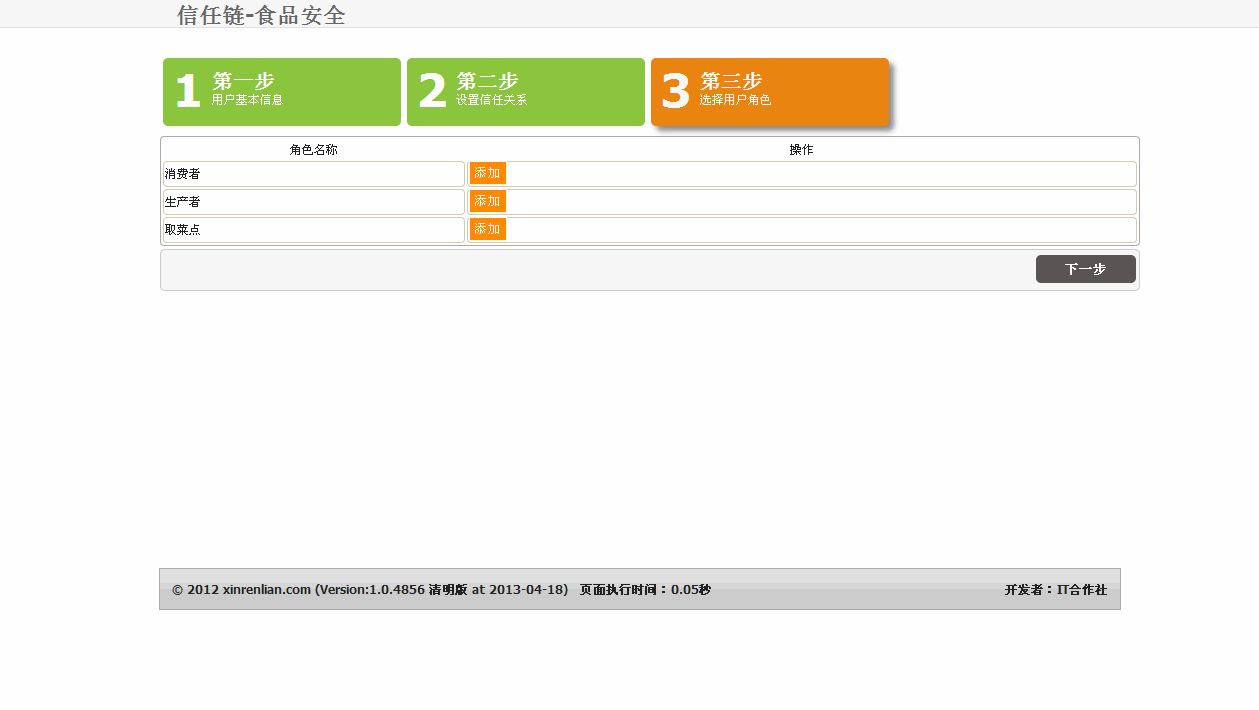 信任链-食品安全
1 第一步
用户基本信息
2 第二步
设置信任关系
3 第三步
选择用户角色
角色名称 操作
消费者 添加
生产者 添加
取菜点 添加
下一步
© 2012 xinrenlian.com (Version:1.0.4856 清明版 at 2013-04-18) 页面执行时间：0.05秒 开发者：IT合作社